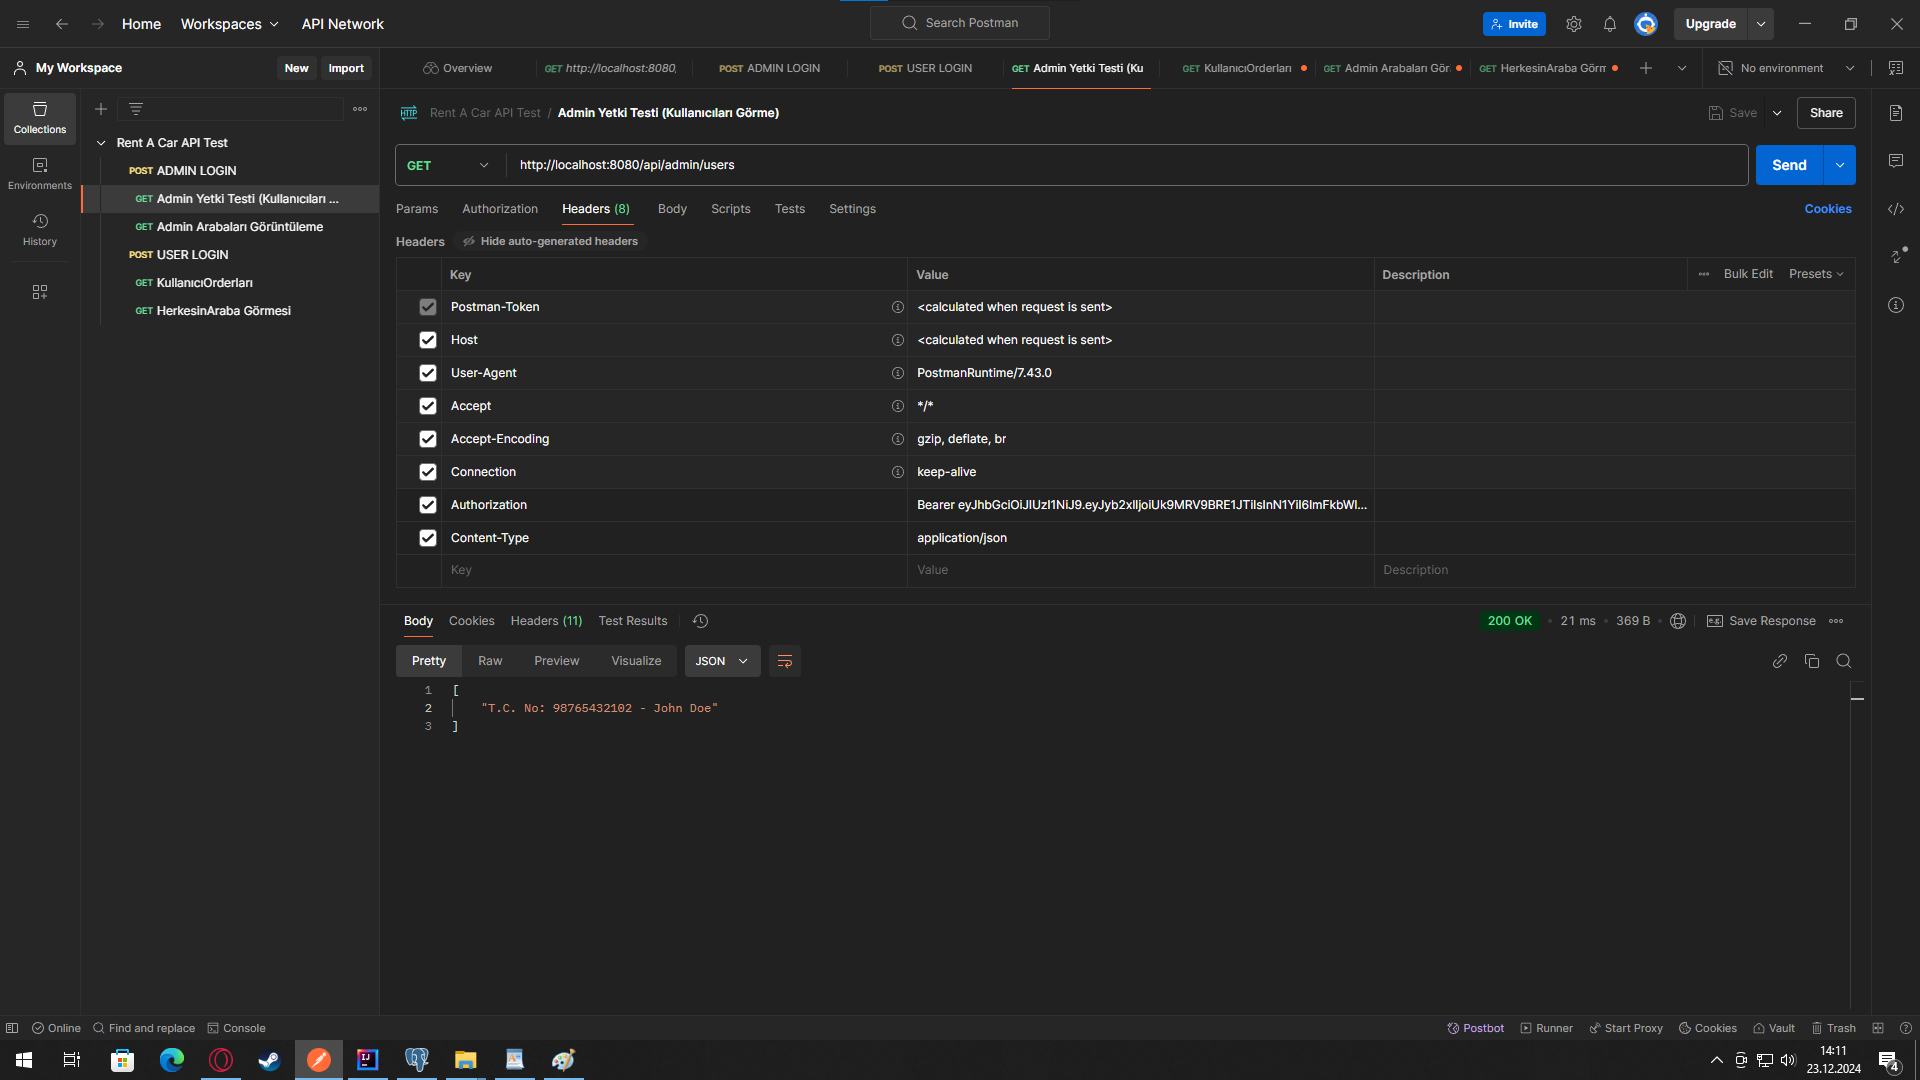 Home
Workspaces
API Network
Search Postman
Invite
Upgrade
My Workspace
New
Import
Overview
GET http://localhost:8080
POST ADMIN LOGIN
POST USER LOGIN
GET Admin Yetki Testi (Ku
GET KullanıcıOrderları
GET Admin Arabaları Gör
GET HerkesinAraba Görm
No environment
Collections
Environments
History
Rent A Car API Test
POST ADMIN LOGIN
GET Admin Yetki Testi (Kullanıcıları ...
GET Admin Arabaları Görüntüleme
POST USER LOGIN
GET KullanıcıOrderları
GET HerkesinAraba Görmesi
HTTP
Rent A Car API Test / Admin Yetki Testi (Kullanıcıları Görme)
Save
Share
GET
http://localhost:8080/api/admin/users
Send
Params
Authorization
Headers (8)
Body
Scripts
Tests
Settings
Cookies
Headers
Hide auto-generated headers
Key
Value
Description
Bulk Edit
Presets
Postman-Token
<calculated when request is sent>
Host
<calculated when request is sent>
User-Agent
PostmanRuntime/7.43.0
Accept
*/*
Accept-Encoding
gzip, deflate, br
Connection
keep-alive
Authorization
Bearer eyJhbGciOiJIUzI1NiJ9.eyJyb2xlIjoiUk9MRV9BRE1JTiIsInN1YiI6ImFkbWl...
Content-Type
application/json
Key
Value
Description
Body
Cookies
Headers (11)
Test Results
200 OK
21 ms
369 B
e.g.
Save Response
Pretty
Raw
Preview
Visualize
JSON
1 [
2 "T.C. No: 98765432102 - John Doe"
3 ]
Online
Find and replace
Console
Postbot
Runner
Start Proxy
Cookies
Vault
Trash
IJ
14:11
23.12.2024
4